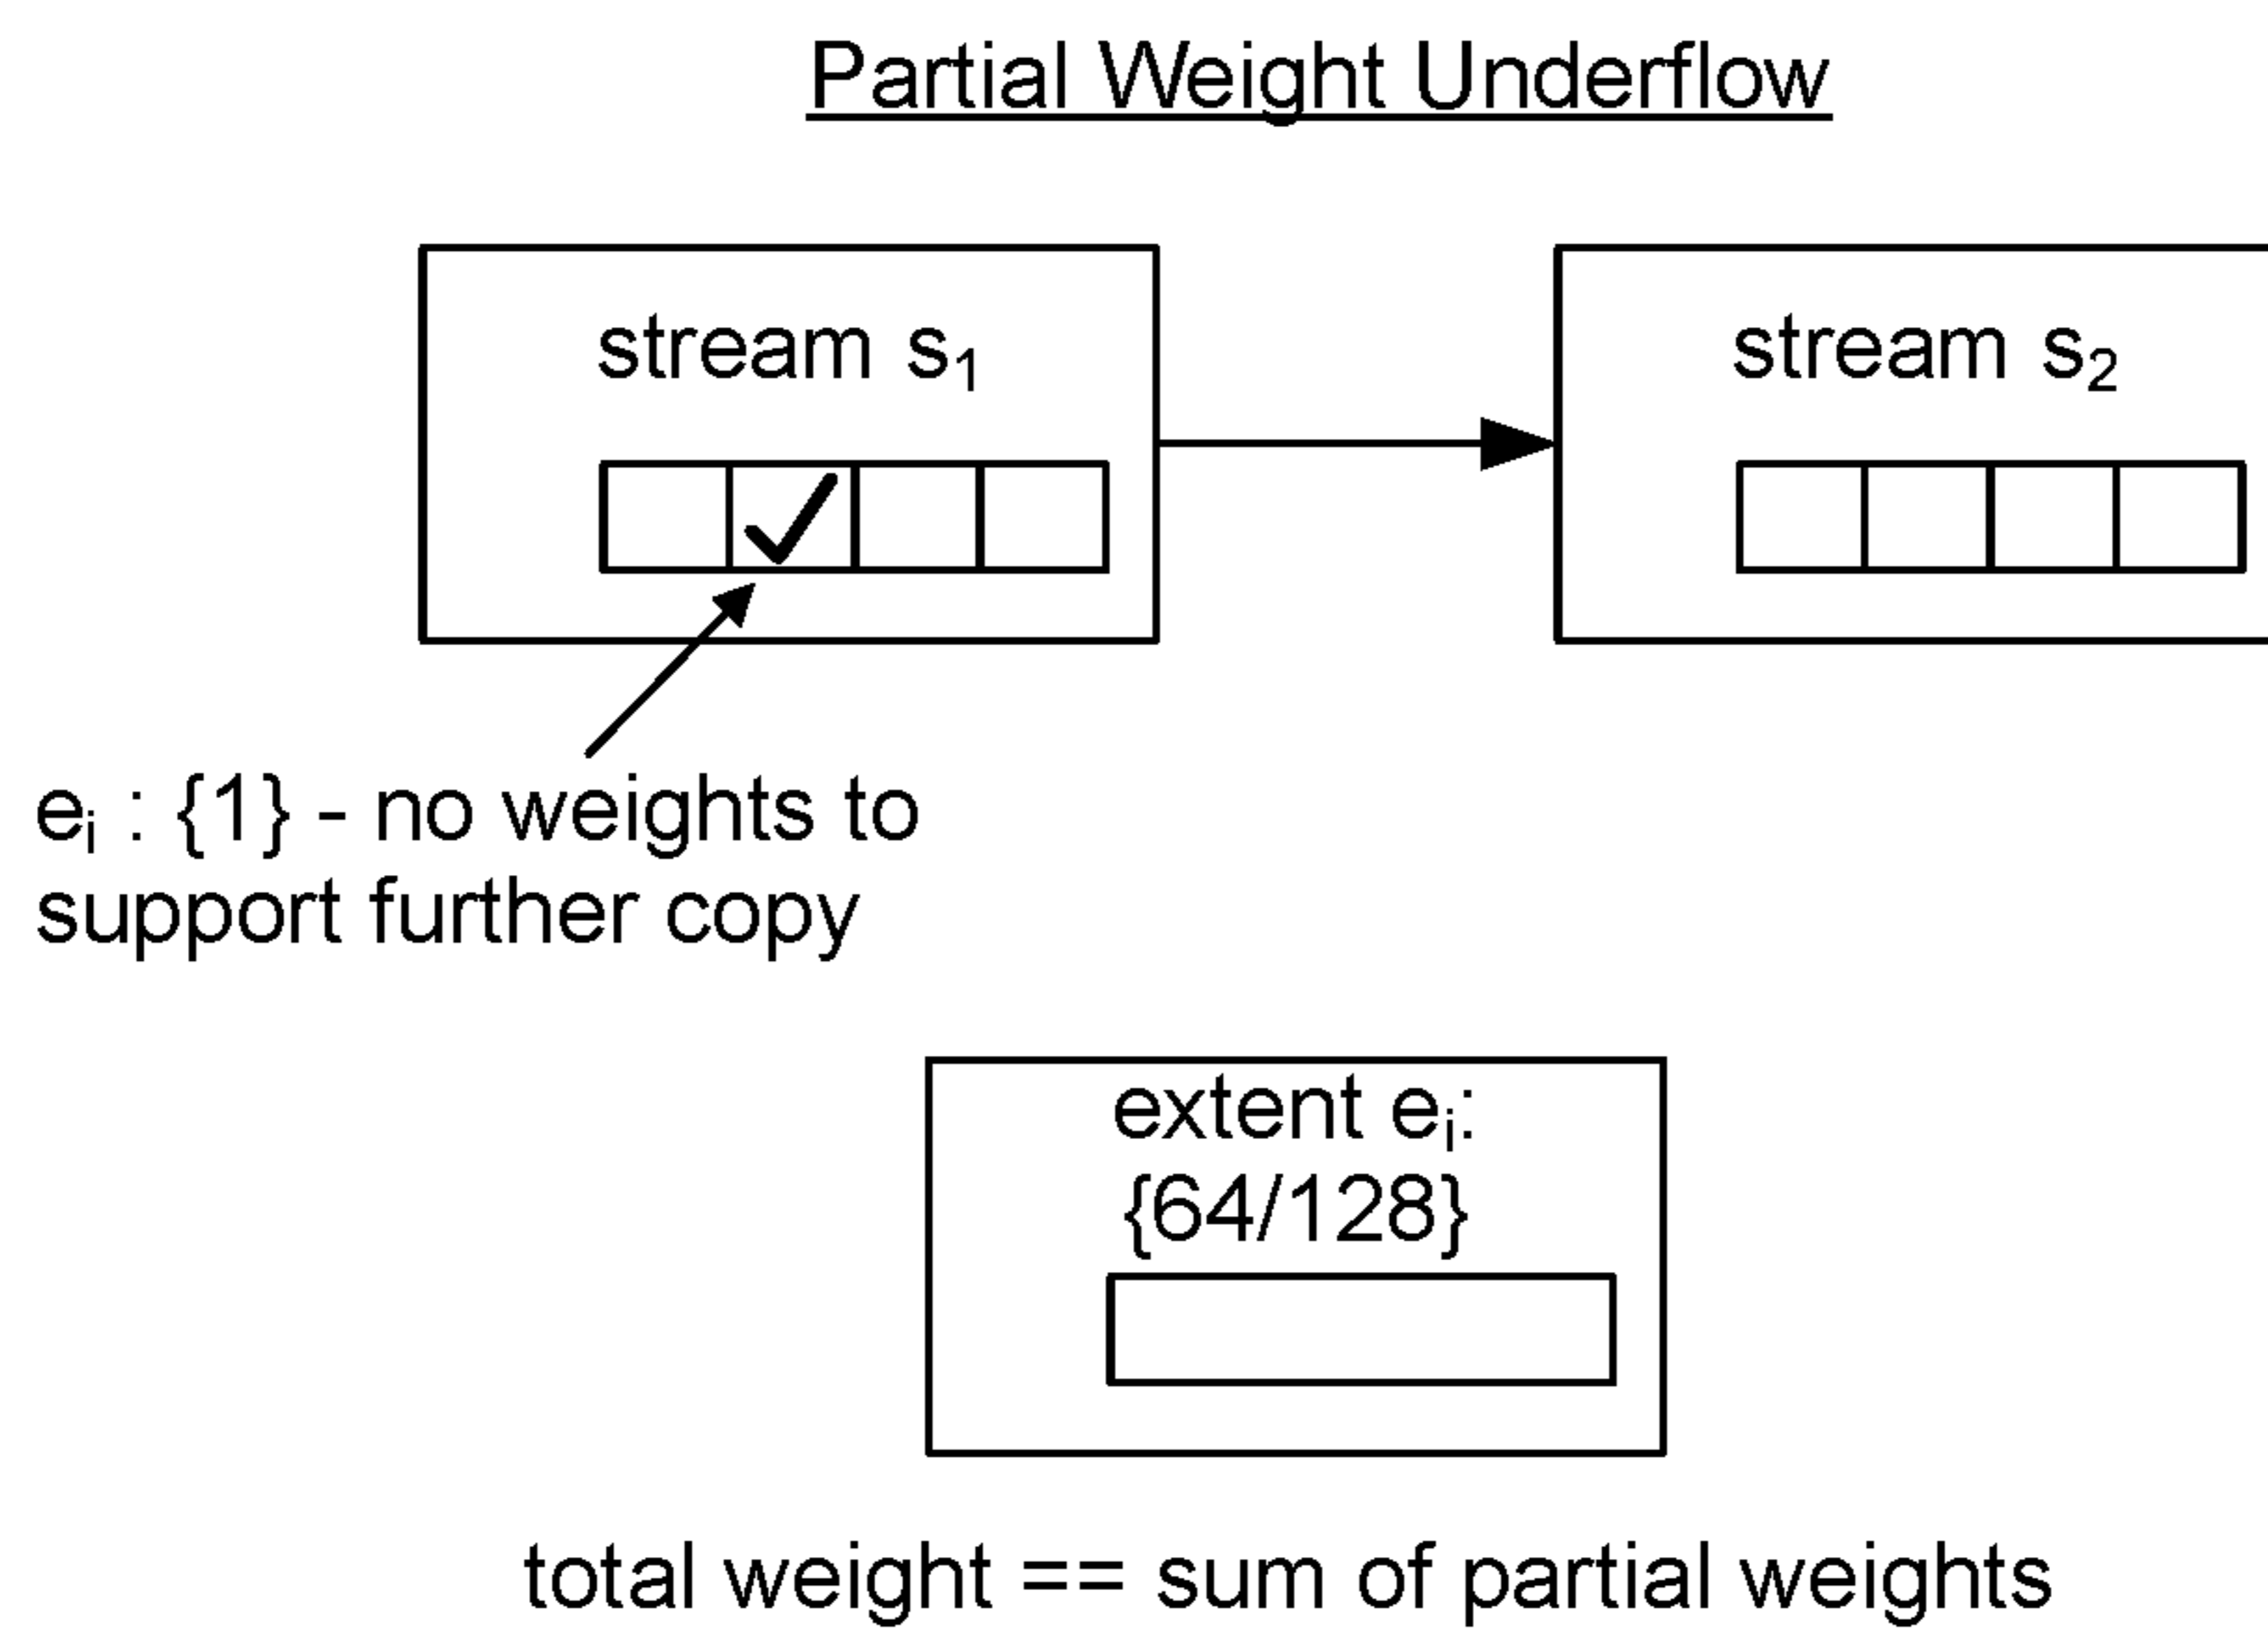 Partial Weight Underflow
stream s₁
stream s₂
eᵢ : {1} - no weights to
support further copy
extent eᵢ:
{64/128}
total weight == sum of partial weights